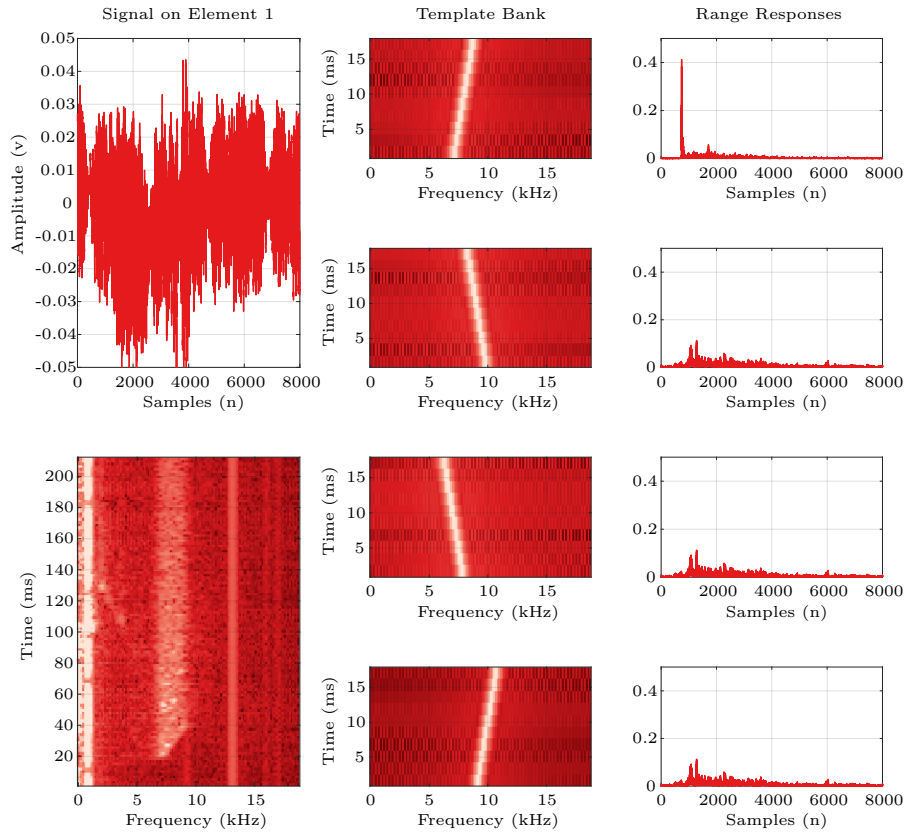 Signal on Element 1
Template Bank
Range Responses
Amplitude (v)
0.05
0.04
0.03
0.02
0.01
0
-0.01
-0.02
-0.03
-0.04
-0.05
0 2000 4000 6000 8000
Samples (n)
Time (ms)
15
10
5
0 5 10 15
Frequency (kHz)
0.4
0.2
0
0 2000 4000 6000 8000
Samples (n)
Time (ms)
15
10
5
0 5 10 15
Frequency (kHz)
0.4
0.2
0
0 2000 4000 6000 8000
Samples (n)
Time (ms)
200
180
160
140
120
100
80
60
40
20
0 5 10 15
Frequency (kHz)
Time (ms)
15
10
5
0 5 10 15
Frequency (kHz)
0.4
0.2
0
0 2000 4000 6000 8000
Samples (n)
Time (ms)
15
10
5
0 5 10 15
Frequency (kHz)
0.4
0.2
0
0 2000 4000 6000 8000
Samples (n)